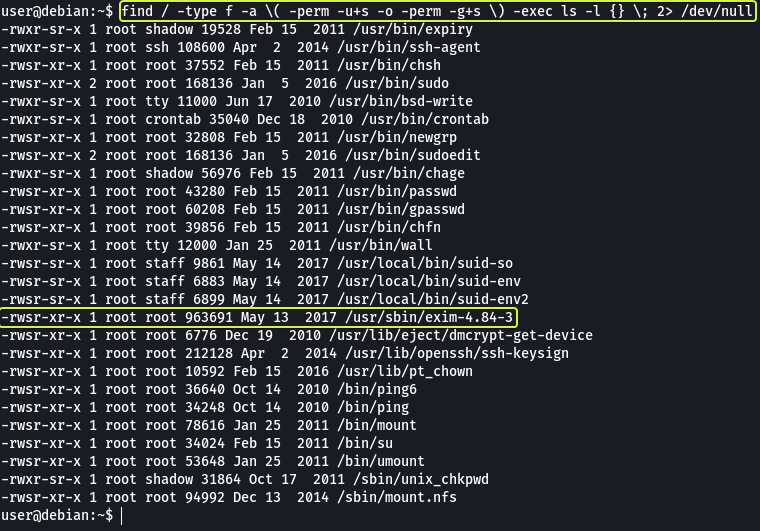 user@debian:~$ find / -type f -a \( -perm -u+s -o -perm -g+s \) -exec ls -l {} \; 2> /dev/null
-rwxr-sr-x 1 root shadow 19528 Feb 15  2011 /usr/bin/expiry
-rwxr-sr-x 1 root ssh 108600 Apr  2  2014 /usr/bin/ssh-agent
-rwsr-xr-x 1 root root 37552 Feb 15  2011 /usr/bin/chsh
-rwsr-xr-x 2 root root 168136 Jan  5  2016 /usr/bin/sudo
-rwxr-sr-x 1 root tty 11000 Jun 17  2010 /usr/bin/bsd-write
-rwxr-sr-x 1 root crontab 35040 Dec 18  2010 /usr/bin/crontab
-rwsr-xr-x 1 root root 32808 Feb 15  2011 /usr/bin/newgrp
-rwsr-xr-x 2 root root 168136 Jan  5  2016 /usr/bin/sudoedit
-rwxr-sr-x 1 root shadow 56976 Feb 15  2011 /usr/bin/chage
-rwsr-xr-x 1 root root 43280 Feb 15  2011 /usr/bin/passwd
-rwsr-xr-x 1 root root 60208 Feb 15  2011 /usr/bin/gpasswd
-rwsr-xr-x 1 root root 39856 Feb 15  2011 /usr/bin/chfn
-rwxr-sr-x 1 root tty 12000 Jan 25  2011 /usr/bin/wall
-rwsr-sr-x 1 root staff 9861 May 14  2017 /usr/local/bin/suid-so
-rwsr-sr-x 1 root staff 6883 May 14  2017 /usr/local/bin/suid-env
-rwsr-sr-x 1 root staff 6899 May 14  2017 /usr/local/bin/suid-env2
-rwsr-xr-x 1 root root 963691 May 13  2017 /usr/sbin/exim-4.84-3
-rwsr-xr-x 1 root root 6776 Dec 19  2010 /usr/lib/eject/dmcrypt-get-device
-rwsr-xr-x 1 root root 212128 Apr  2  2014 /usr/lib/openssh/ssh-keysign
-rwsr-xr-x 1 root root 10592 Feb 15  2016 /usr/lib/pt_chown
-rwsr-xr-x 1 root root 36640 Oct 14  2010 /bin/ping6
-rwsr-xr-x 1 root root 34248 Oct 14  2010 /bin/ping
-rwsr-xr-x 1 root root 78616 Jan 25  2011 /bin/mount
-rwsr-xr-x 1 root root 34024 Feb 15  2011 /bin/su
-rwsr-xr-x 1 root root 53648 Jan 25  2011 /bin/umount
-rwxr-sr-x 1 root shadow 31864 Oct 17  2011 /sbin/unix_chkpwd
-rwsr-xr-x 1 root root 94992 Dec 13  2014 /sbin/mount.nfs
user@debian:~$